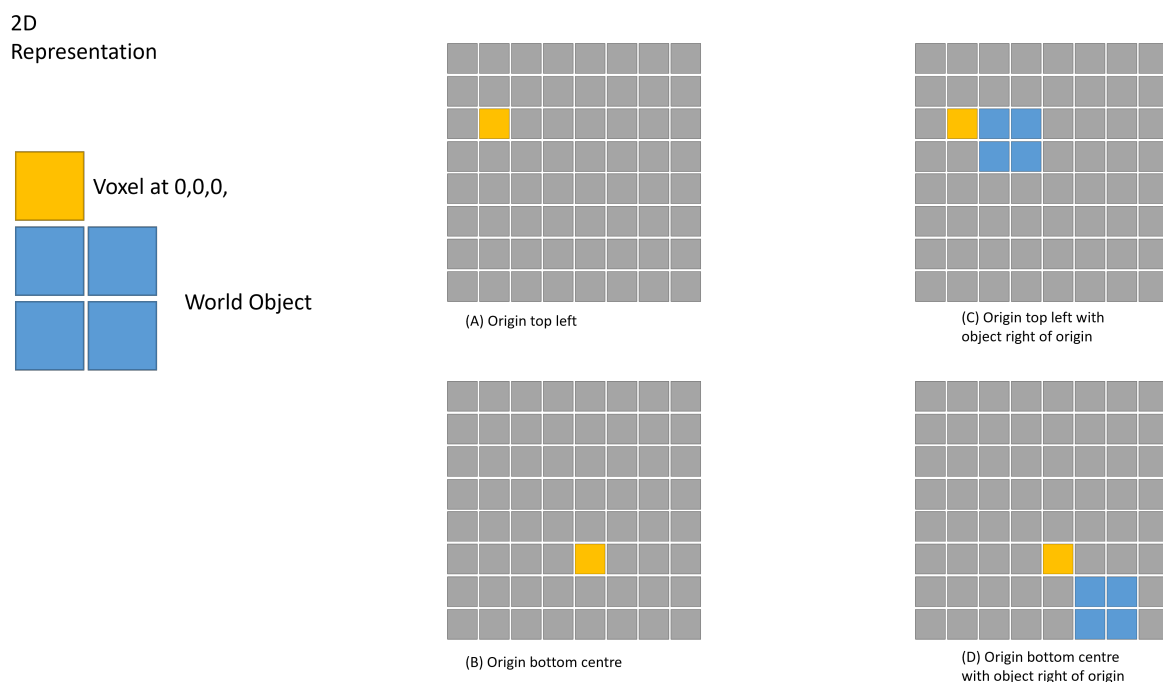 2D
Representation
Voxel at 0,0,0,
World Object
(A) Origin top left
(C) Origin top left with
object right of origin
(B) Origin bottom centre
(D) Origin bottom centre
with object right of origin